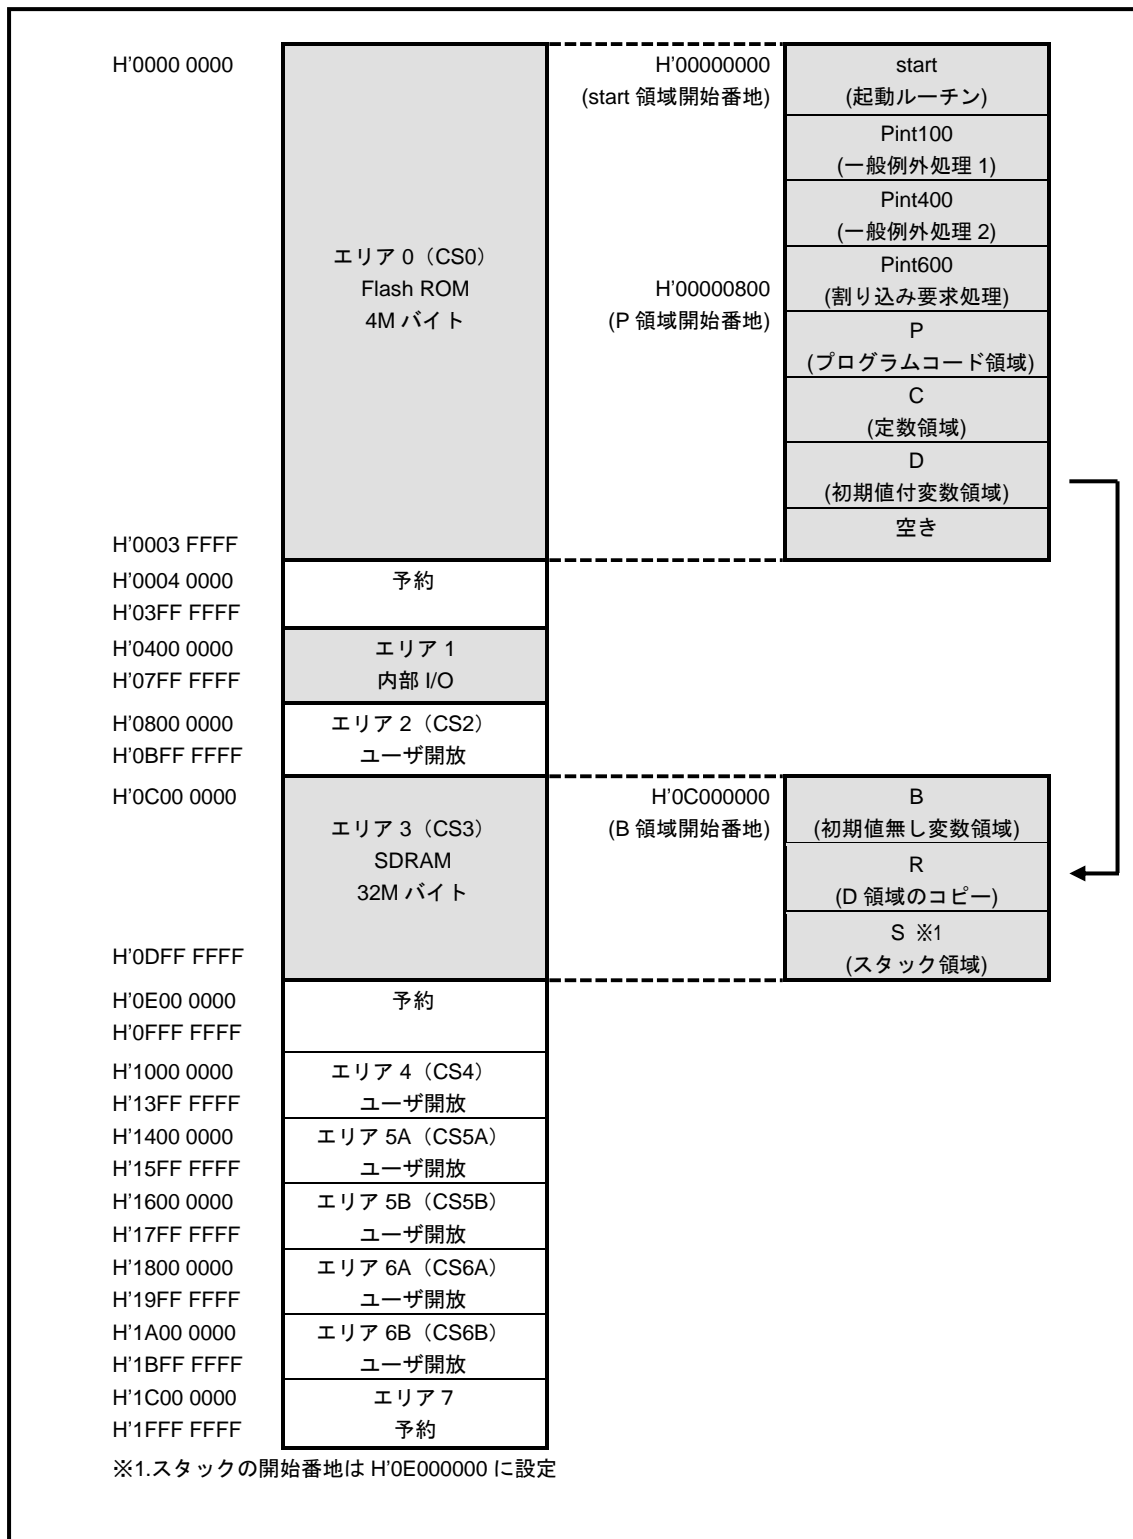 H'0000 0000
エリア 0（CS0）
Flash ROM
4M バイト
H'0003 FFFF
H'00000000
(start 領域開始番地)
H'00000800
(P 領域開始番地)
start
(起動ルーチン)
Pint100
(一般例外処理 1)
Pint400
(一般例外処理 2)
Pint600
(割り込み要求処理)
P
(プログラムコード領域)
C
(定数領域)
D
(初期値付変数領域)
空き
H'0004 0000
予約
H'03FF FFFF
H'0400 0000
エリア 1
H'07FF FFFF
内部 I/O
H'0800 0000
エリア 2（CS2）
H'0BFF FFFF
ユーザ開放
H'0C00 0000
エリア 3（CS3）
SDRAM
32M バイト
H'0DFF FFFF
H'0C000000
(B 領域開始番地)
B
(初期値無し変数領域)
R
(D 領域のコピー)
S ※1
(スタック領域)
H'0E00 0000
予約
H'0FFF FFFF
H'1000 0000
エリア 4（CS4）
H'13FF FFFF
ユーザ開放
H'1400 0000
エリア 5A（CS5A）
H'15FF FFFF
ユーザ開放
H'1600 0000
エリア 5B（CS5B）
H'17FF FFFF
ユーザ開放
H'1800 0000
エリア 6A（CS6A）
H'19FF FFFF
ユーザ開放
H'1A00 0000
エリア 6B（CS6B）
H'1BFF FFFF
ユーザ開放
H'1C00 0000
エリア 7
H'1FFF FFFF
予約
※1.スタックの開始番地は H'0E000000 に設定